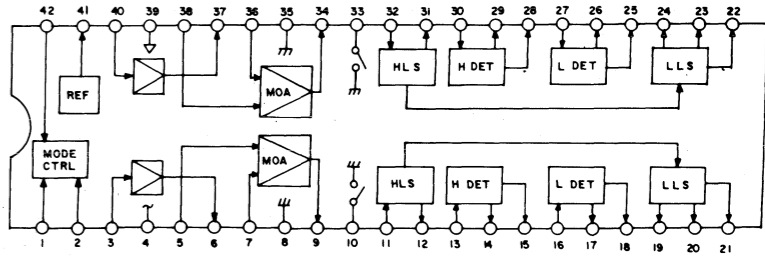 42 41 40 39 38 37 36 35 34 33 32 31 30 29 28 27 26 25 24 23 22
HLS H DET L DET LLS
REF MOA
MODE CTRL
MOA
HLS H DET L DET LLS
1 2 3 4 5 6 7 8 9 10 11 12 13 14 15 16 17 18 19 20 21